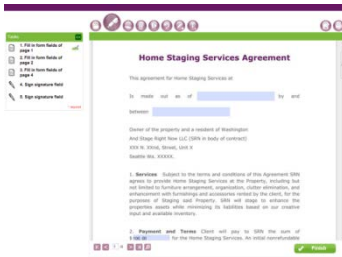 Tasks
1. Fill in form fields of
page 1
2. Fill in form fields of
page 2
3. Fill in form fields of
page 4
4. Sign signature field
5. Sign signature field
Home Staging Services Agreement
This agreement for Home Staging Services at
Is made out as of by and
between
Owner of the property and a resident of Washington:
And Stage Right Now LLC (SRN in body of contract)
XXX N. XXnd, Street, Unit X
Seattle Wa. XXXXX.
1. Services Subject to the terms and conditions of this Agreement SRN
agrees to provide Home Staging Services at the Property, including but
not limited to furniture arrangement, organization, clutter elimination, and
enhancement with furnishings and accessories rented by the client, for the
purposes of Staging said Property. SRN will stage to enhance the
properties assets while minimizing its liabilities based on our creative
input and available inventory.
2. Payment and Terms Client will pay to SRN the sum of
for the Home Staging Services. An initial nonrefundable
Finish